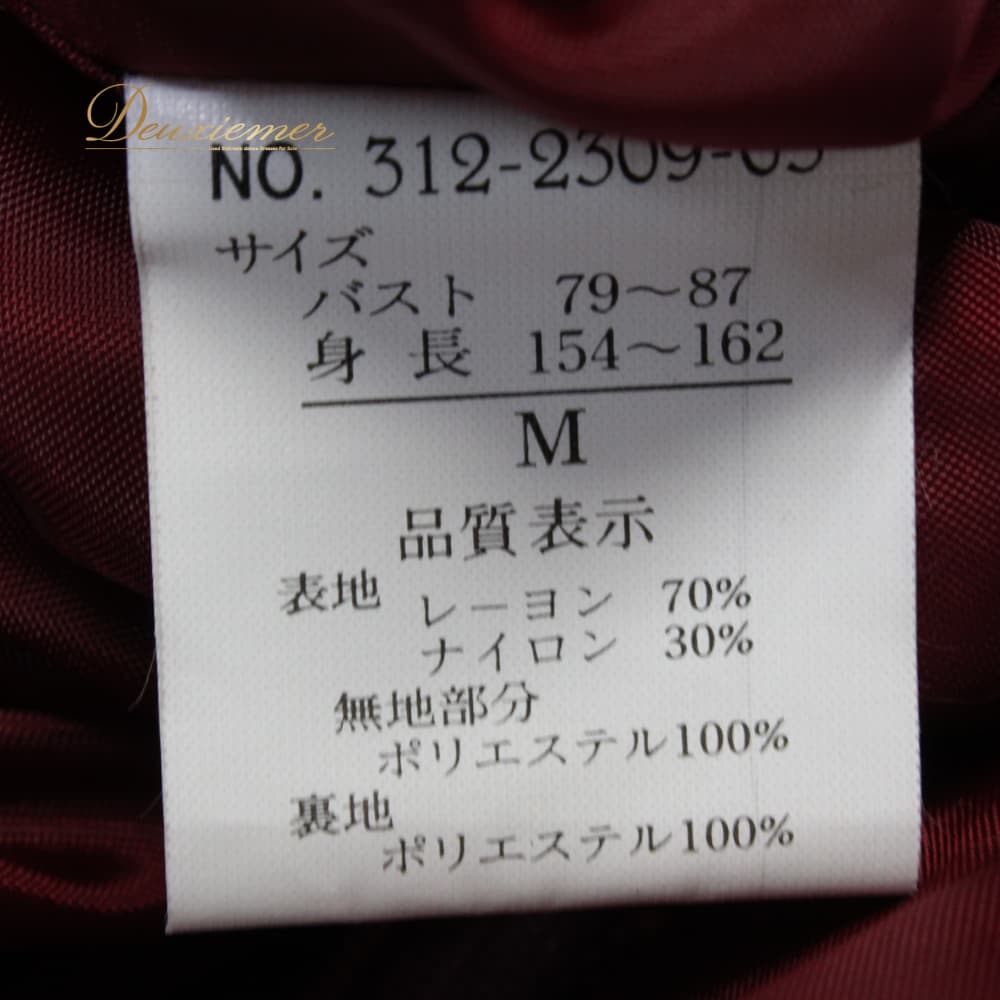 Deuxiemer
NO. 312-2309-05
サイズ
バスト 79～87
身 長 154～162
M
品質表示
表地 レーヨン 70%
ナイロン 30%
無地部分
ポリエステル100%
裏地
ポリエステル100%